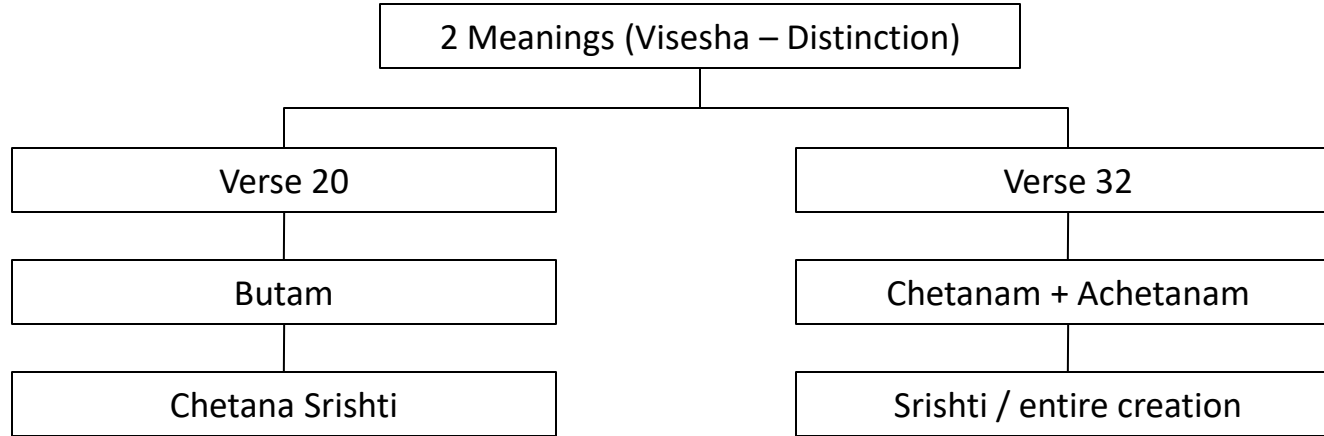 2 Meanings (Visesha – Distinction)
Verse 20
Verse 32
Butam
Chetanam + Achetanam
Chetana Srishti
Srishti / entire creation